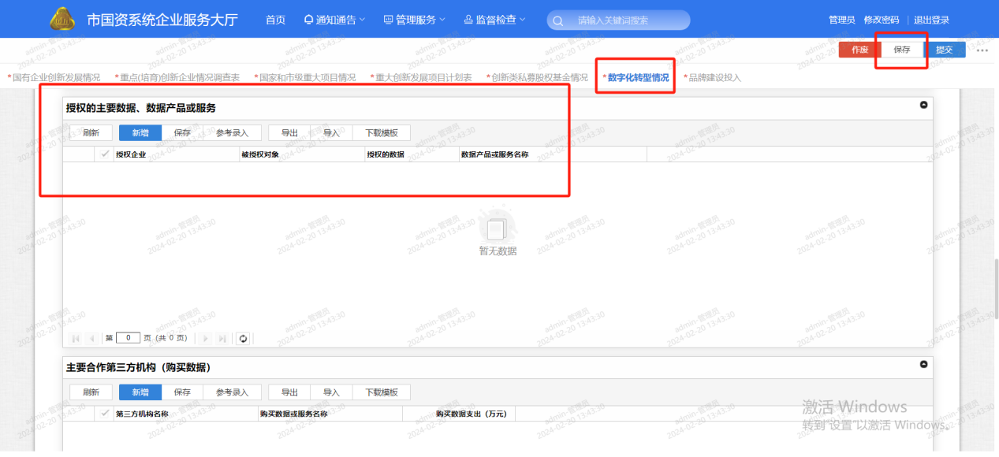 市国资系统企业服务大厅 首页 通知通告 管理服务 监督检查 请输入关键词搜索 管理员 修改密码 | 退出登录
作废 保存 提交 •••
*国有企业创新发展情况 *重点(培育)创新企业情况调查表 *国家和市级重大项目情况 *重大创新发展项目计划表 *创新类私募股权基金情况 *数字化转型情况 *品牌建设投入
授权的主要数据、数据产品或服务
刷新 新增 保存 参考录入 导出 导入 下载模板
授权企业 被授权对象 授权的数据 数据产品或服务名称
暂无数据
第 0 页 (共 0 页)
主要合作第三方机构（购买数据）
刷新 新增 保存 参考录入 导出 导入 下载模板
第三方机构名称 购买数据或服务名称 购买数据支出（万元）
激活 Windows
转到"设置"以激活 Windows。
admin-管理员
2024-02-20 13:43:30